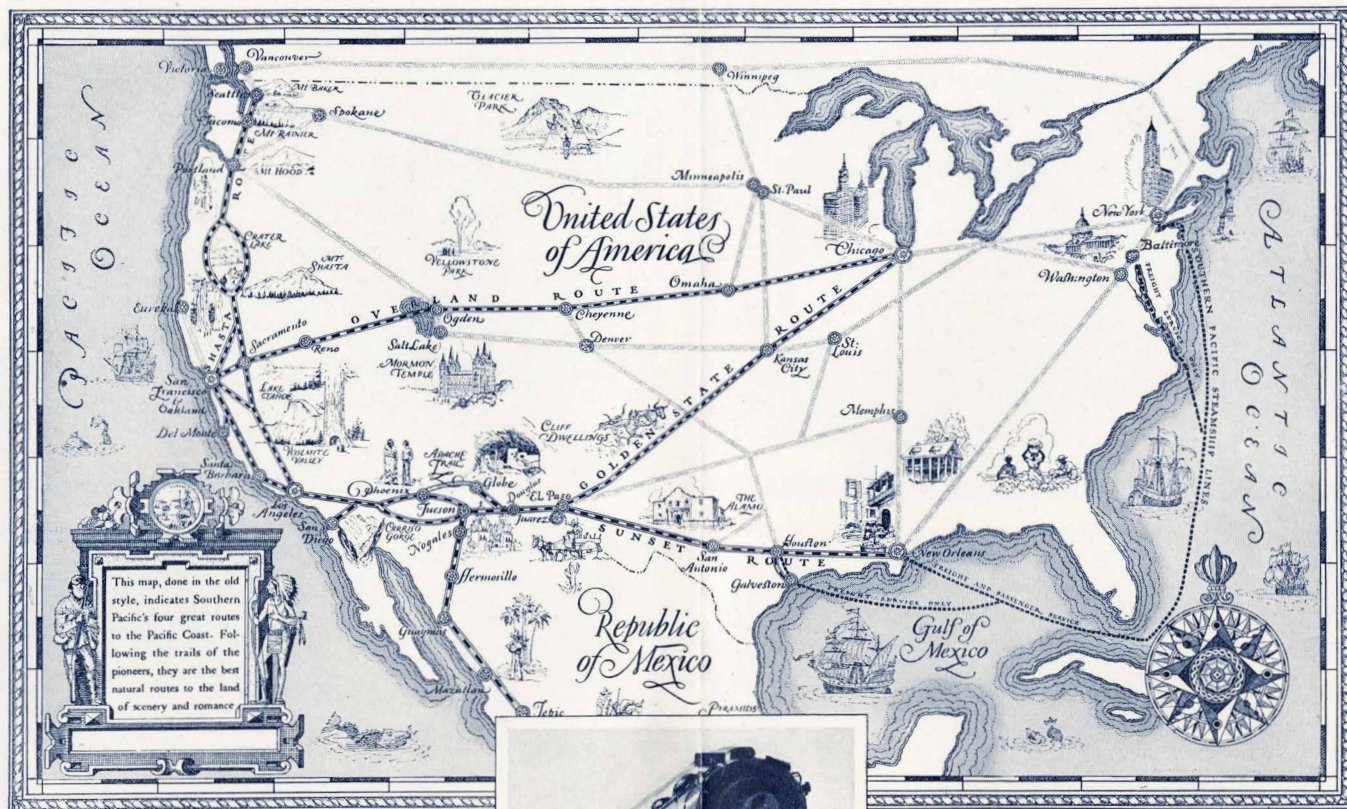 Vancouver
Victoria
Seattle
MT BAKER
Tacoma
MT RAINIER
Spokane
Portland
MT HOOD
GLACIER
PARK
Winnipeg
Minneapolis
St. Paul
PACIFIC
OCEAN
CRATER
LAKE
MT
SHASTA
Eureka
SHASTA
ROUTE
YELLOWSTONE
PARK
United States
of America
Chicago
New York
Baltimore
Washington
ATLANTIC
OCEAN
Omaha
OVERLAND ROUTE
Ogden
Cheyenne
Sacramento
Reno
Salt Lake
MORMON
TEMPLE
Denver
Kansas
City
St.
Louis
Memphis
San
Francisco
&
Oakland
Del Monte
LAKE
TAHOE
YOSEMITE
VALLEY
CLIFF
DWELLINGS
GOLDEN STATE ROUTE
Santa
Barbara
Los
Angeles
San
Diego
APACHE
TRAIL
Phoenix
Globe
Douglas
EL Paso
Tucson
Juarez
CARRISO
GORGE
Nogales
THE
ALAMO
SUNSET ROUTE
San
Antonio
Houston
Galveston
New Orleans
FREIGHT SERVICE ONLY
FREIGHT AND PASSENGER SERVICE
SOUTHERN PACIFIC STEAMSHIP LINES
FREIGHT SERVICE ONLY
Hermorillo
Guaymas
Mazatlan
Tepic
Republic
of Mexico
PYRAMIDS
Gulf of
Mexico
This map, done in the old
style, indicates Southern
Pacific's four great routes
to the Pacific Coast. Fol-
lowing the trails of the
pioneers, they are the best
natural routes to the land
of scenery and romance